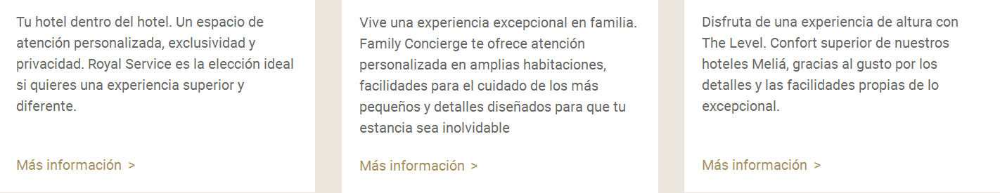 Tu hotel dentro del hotel. Un espacio de
atención personalizada, exclusividad y
privacidad. Royal Service es la elección ideal
si quieres una experiencia superior y
diferente.
Más información >
Vive una experiencia excepcional en familia.
Family Concierge te ofrece atención
personalizada en amplias habitaciones,
facilidades para el cuidado de los más
pequeños y detalles diseñados para que tu
estancia sea inolvidable
Más información >
Disfruta de una experiencia de altura con
The Level. Confort superior de nuestros
hoteles Meliá, gracias al gusto por los
detalles y las facilidades propias de lo
excepcional.
Más información >